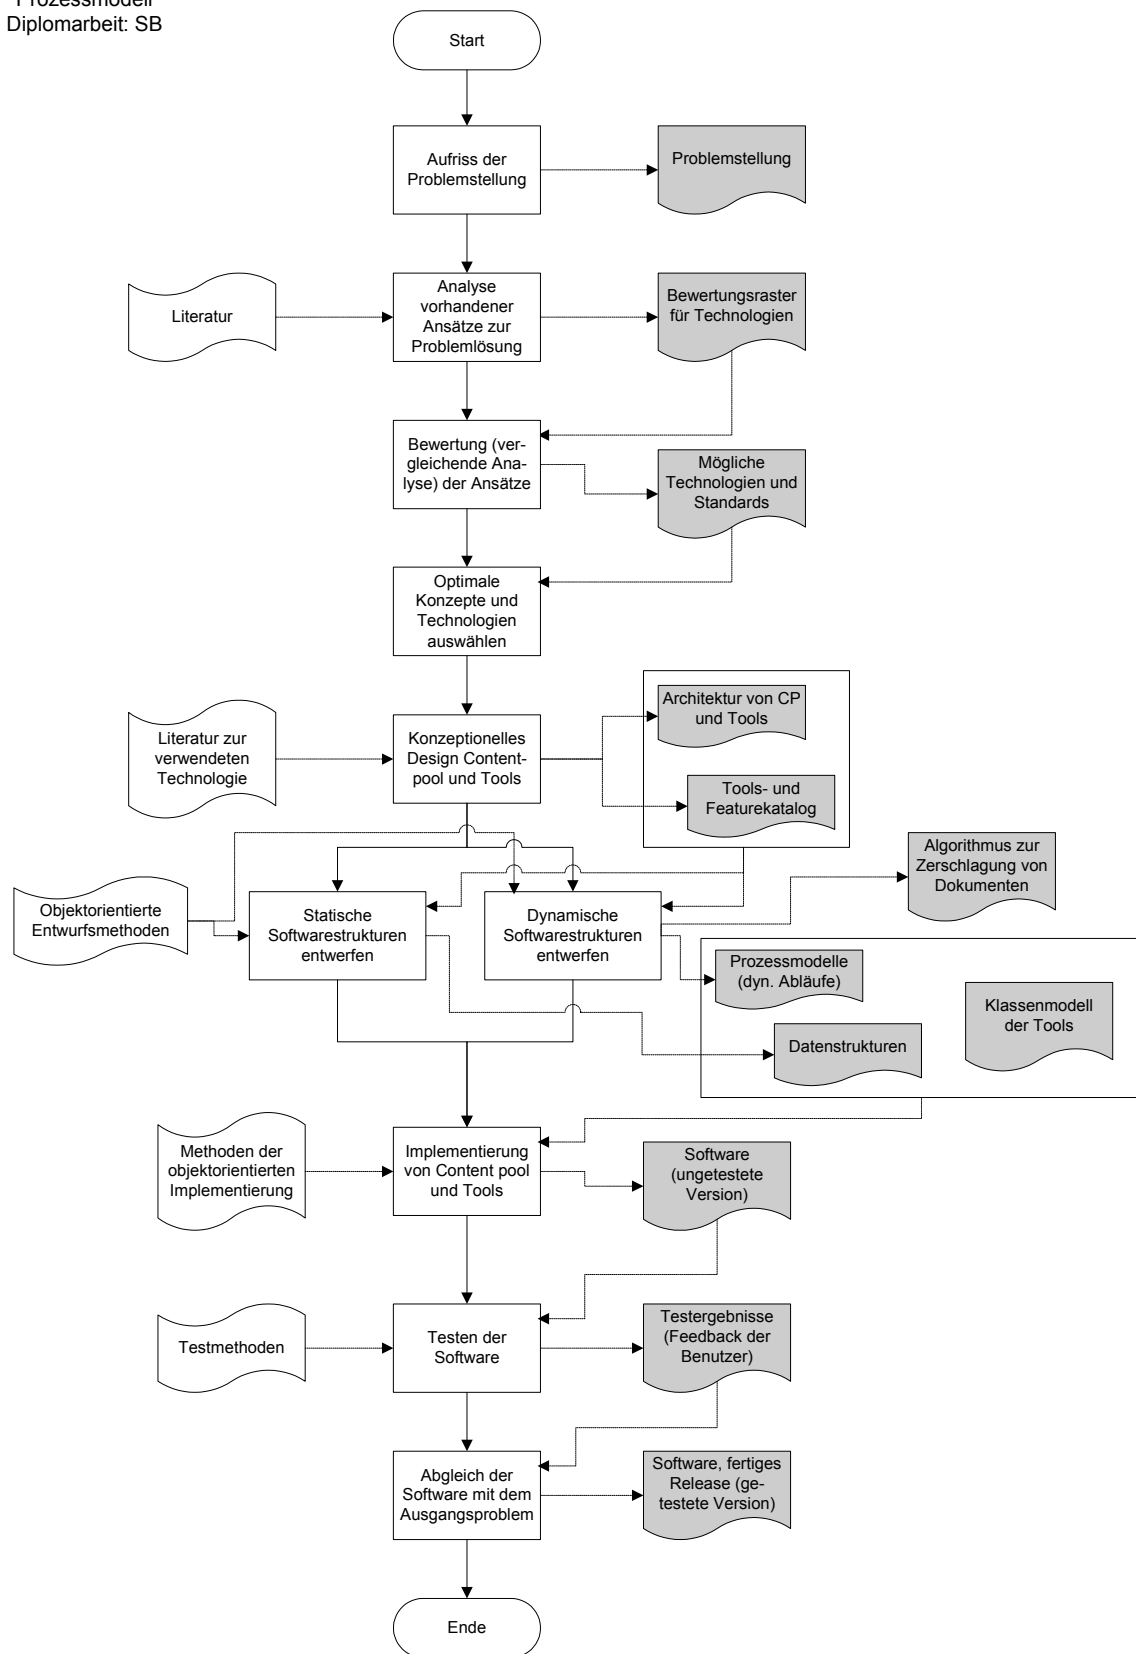 Prozessmodell
Diplomarbeit: SB
Start
Aufriss der
Problemstellung
Problemstellung
Literatur
Analyse
vorhandener
Ansätze zur
Problemlösung
Bewertungsraster
für Technologien
Bewertung (ver-
gleichende Ana-
lyse) der Ansätze
Mögliche
Technologien und
Standards
Optimale
Konzepte und
Technologien
auswählen
Literatur zur
verwendeten
Technologie
Konzeptionelles
Design Content-
pool und Tools
Architektur von CP
und Tools
Tools- und
Featurekatalog
Algorithmus zur
Zerschlagung von
Dokumenten
Objektorientierte
Entwurfsmethoden
Statische
Softwarestrukturen
entwerfen
Dynamische
Softwarestrukturen
entwerfen
Prozessmodelle
(dyn. Abläufe)
Klassenmodell
der Tools
Datenstrukturen
Methoden der
objektorientierten
Implementierung
Implementierung
von Content pool
und Tools
Software
(ungetestete
Version)
Testmethoden
Testen der
Software
Testergebnisse
(Feedback der
Benutzer)
Abgleich der
Software mit dem
Ausgangsproblem
Software, fertiges
Release (ge-
testete Version)
Ende